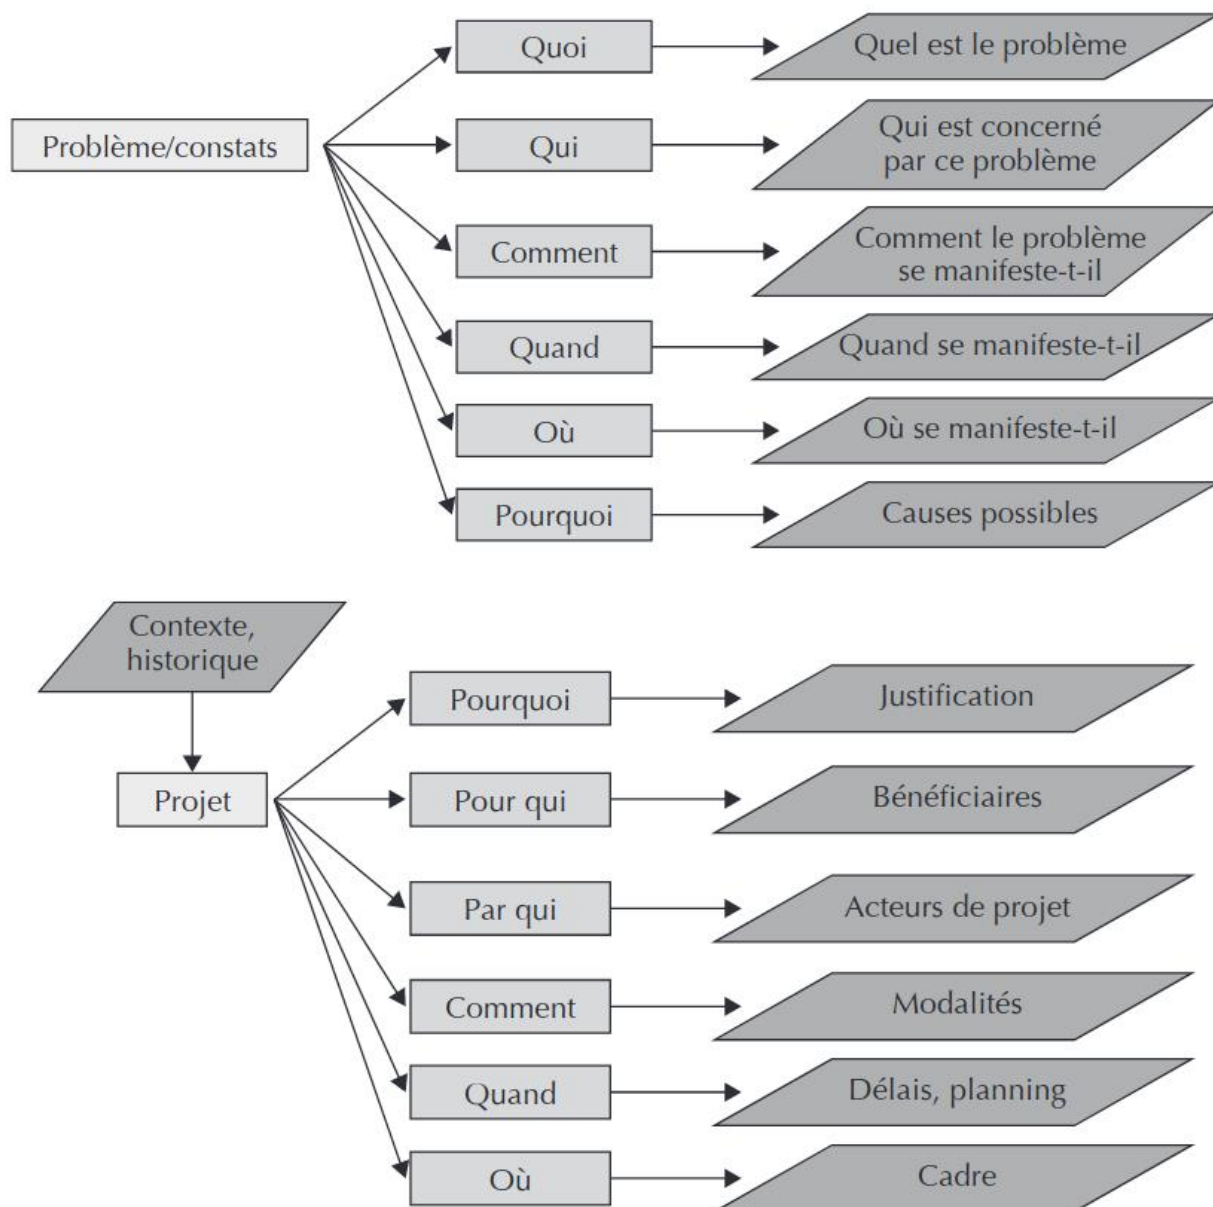 Quoi
Quel est le problème
Problème/constats
Qui
Qui est concerné
par ce problème
Comment
Comment le problème
se manifeste-t-il
Quand
Quand se manifeste-t-il
Où
Où se manifeste-t-il
Pourquoi
Causes possibles
Contexte,
historique
Projet
Pourquoi
Justification
Pour qui
Bénéficiaires
Par qui
Acteurs de projet
Comment
Modalités
Quand
Délais, planning
Où
Cadre